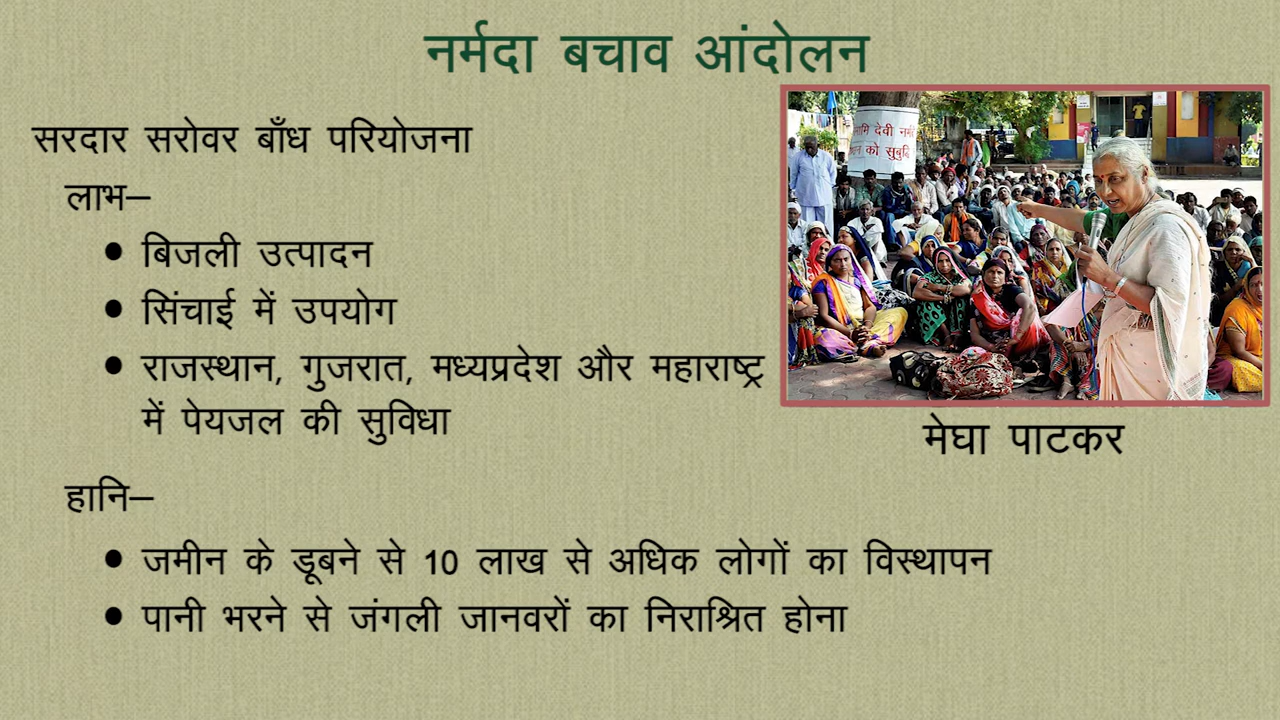 नर्मदा बचाव आंदोलन
सरदार सरोवर बाँध परियोजना
लाभ–
• बिजली उत्पादन
• सिंचाई में उपयोग
• राजस्थान, गुजरात, मध्यप्रदेश और महाराष्ट्र
में पेयजल की सुविधा
देवी
को सुबुद्धि
मेघा पाटकर
हानि–
• जमीन के डूबने से 10 लाख से अधिक लोगों का विस्थापन
• पानी भरने से जंगली जानवरों का निराश्रित होना